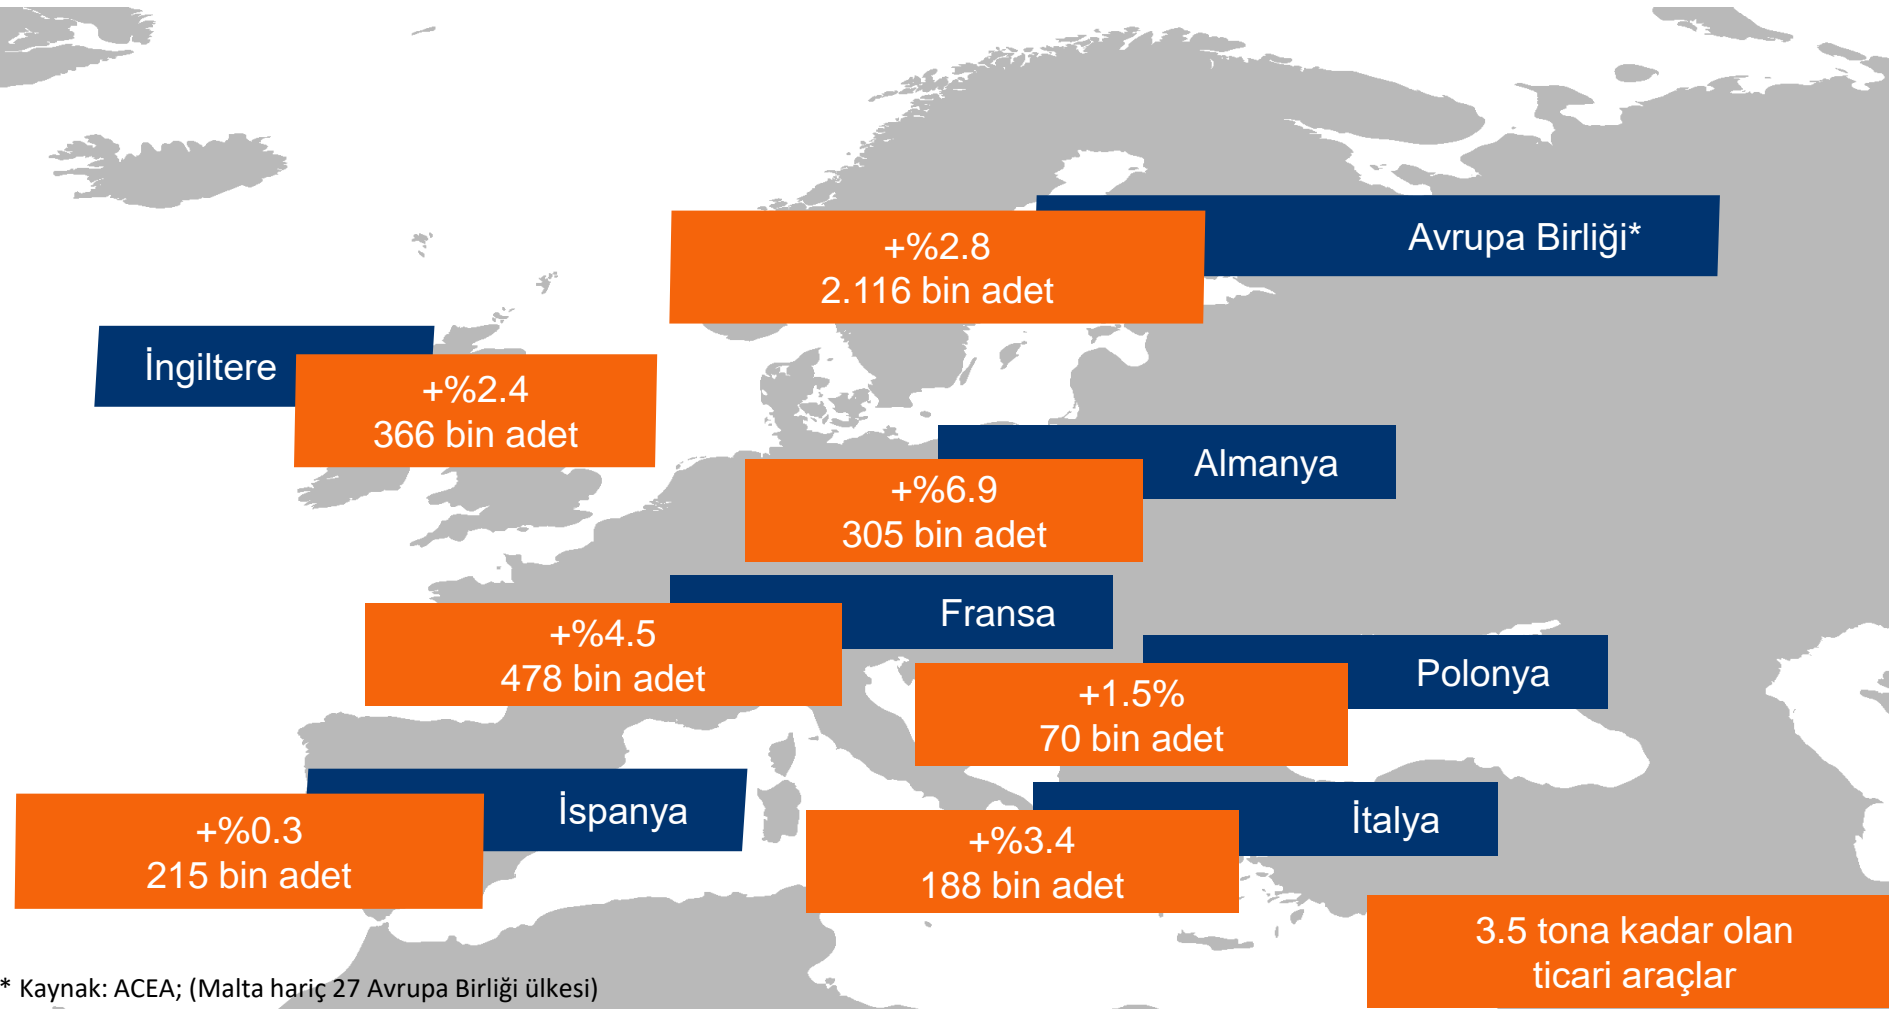 Avrupa Birliği*
+%2.8
2.116 bin adet
İngiltere
+%2.4
366 bin adet
Almanya
+%6.9
305 bin adet
Fransa
+%4.5
478 bin adet
Polonya
+1.5%
70 bin adet
İspanya
+%0.3
215 bin adet
İtalya
+%3.4
188 bin adet
3.5 tona kadar olan
ticari araçlar
* Kaynak: ACEA; (Malta hariç 27 Avrupa Birliği ülkesi)